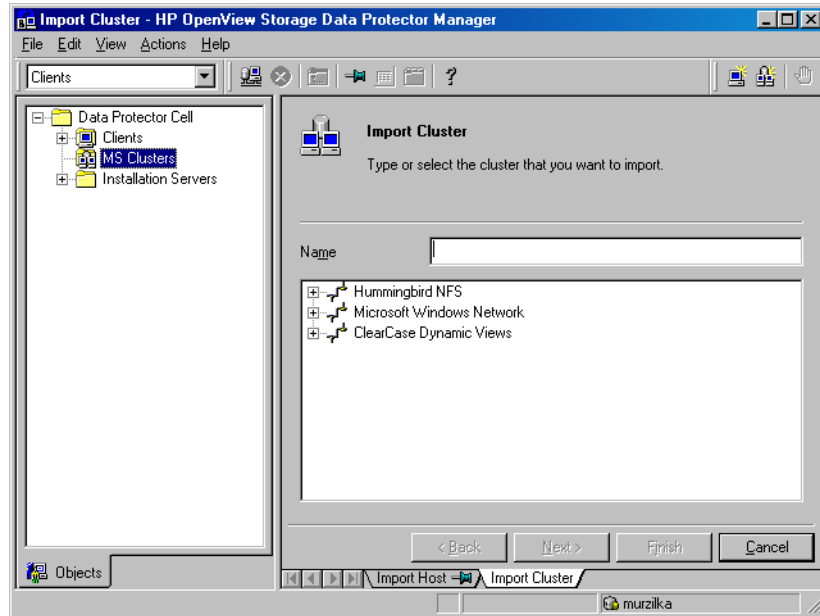 Import Cluster - HP OpenView Storage Data Protector Manager
File Edit View Actions Help
Clients
?
Data Protector Cell
Clients
MS Clusters
Installation Servers
Import Cluster
Type or select the cluster that you want to import.
Name
Hummingbird NFS
Microsoft Windows Network
ClearCase Dynamic Views
< Back Next > Finish Cancel
Objects
Import Host Import Cluster
murzilka